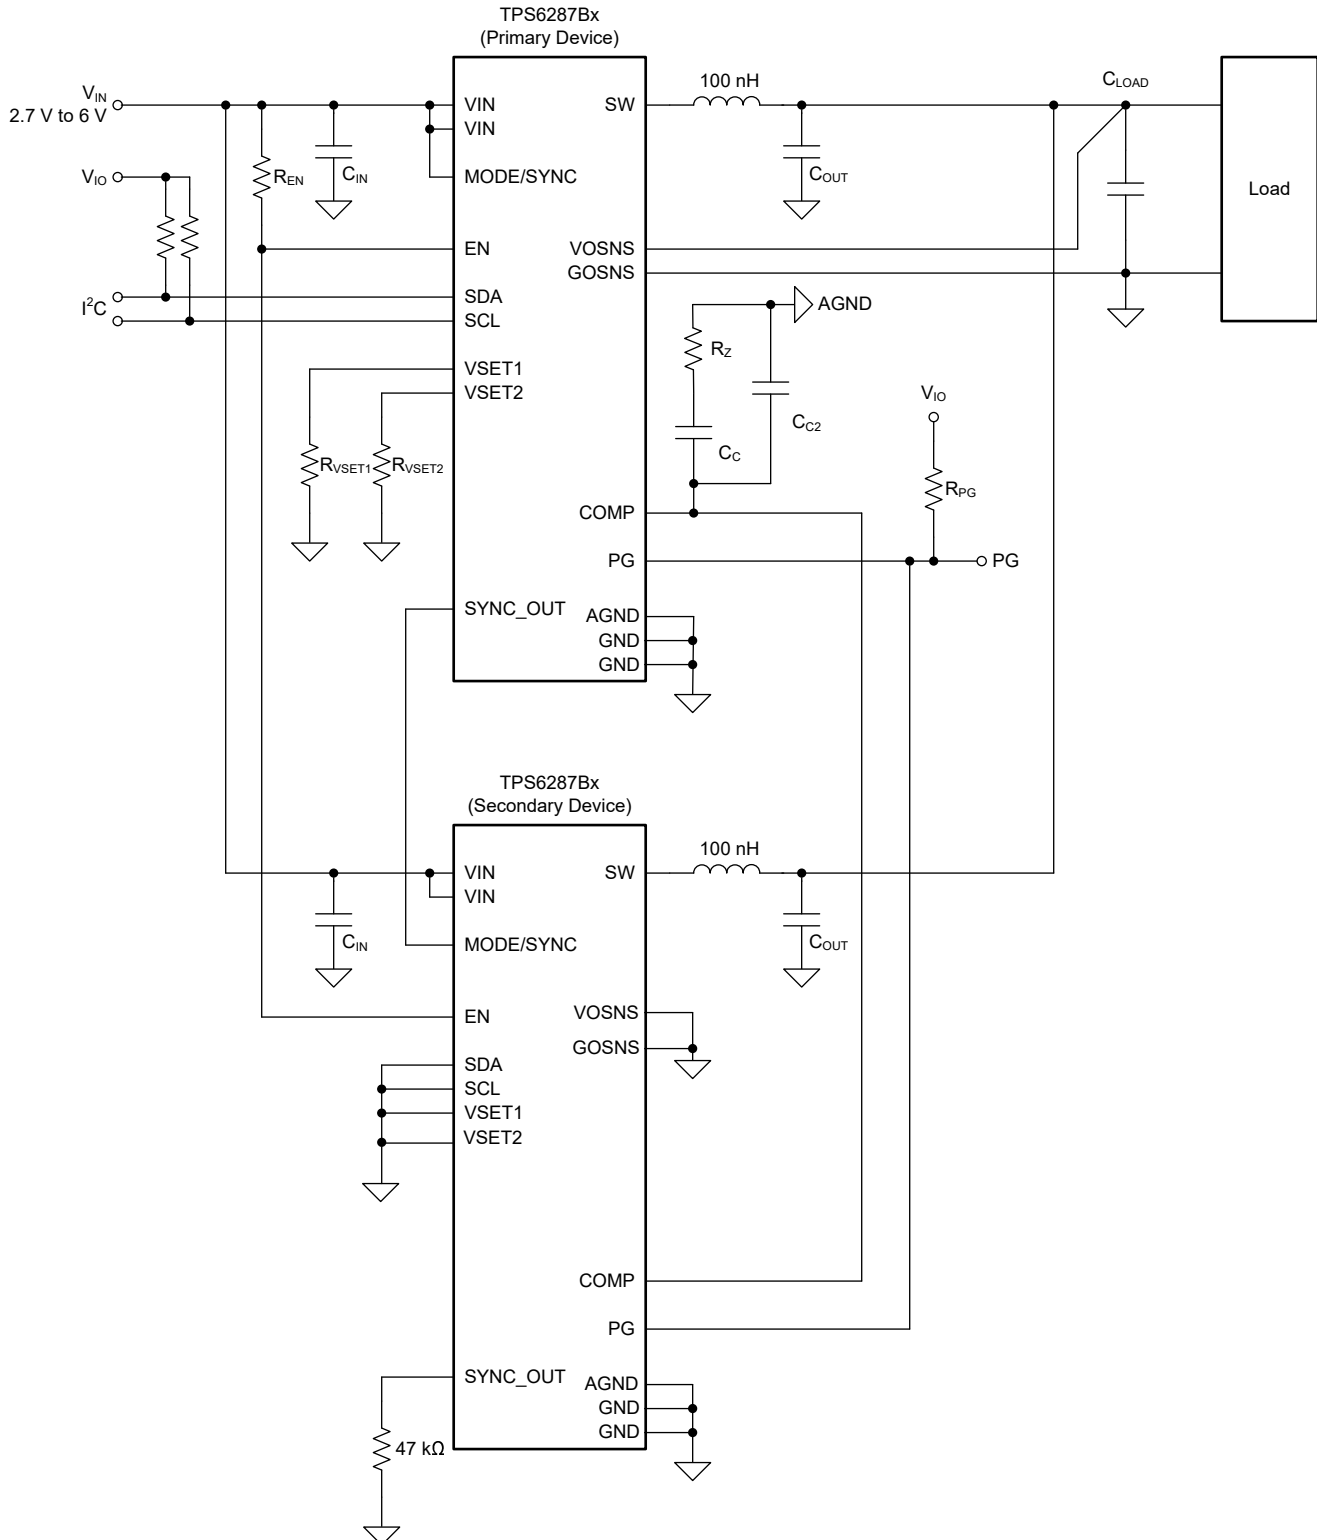 TPS6287Bx
(Primary Device)
V_IN
2.7 V to 6 V
V_IO
I²C
R_EN
C_IN
VIN
VIN
MODE/SYNC
EN
SDA
SCL
VSET1
VSET2
R_VSET1
R_VSET2
SYNC_OUT
SW
VOSNS
GOSNS
COMP
PG
AGND
GND
GND
100 nH
C_OUT
C_LOAD
Load
AGND
R_Z
C_C
C_C2
V_IO
R_PG
PG
TPS6287Bx
(Secondary Device)
C_IN
VIN
VIN
MODE/SYNC
EN
SDA
SCL
VSET1
VSET2
SYNC_OUT
47 kΩ
SW
VOSNS
GOSNS
COMP
PG
AGND
GND
GND
100 nH
C_OUT